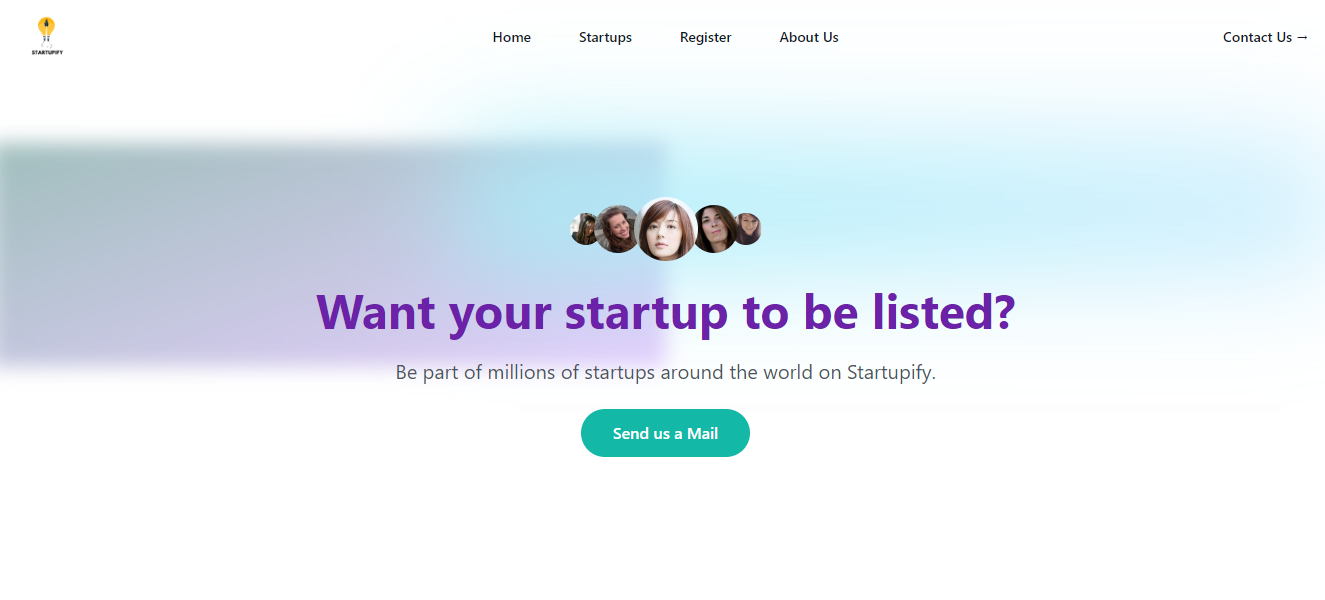 STARTUPIFY
Home
Startups
Register
About Us
Contact Us →
Want your startup to be listed?
Be part of millions of startups around the world on Startupify.
Send us a Mail